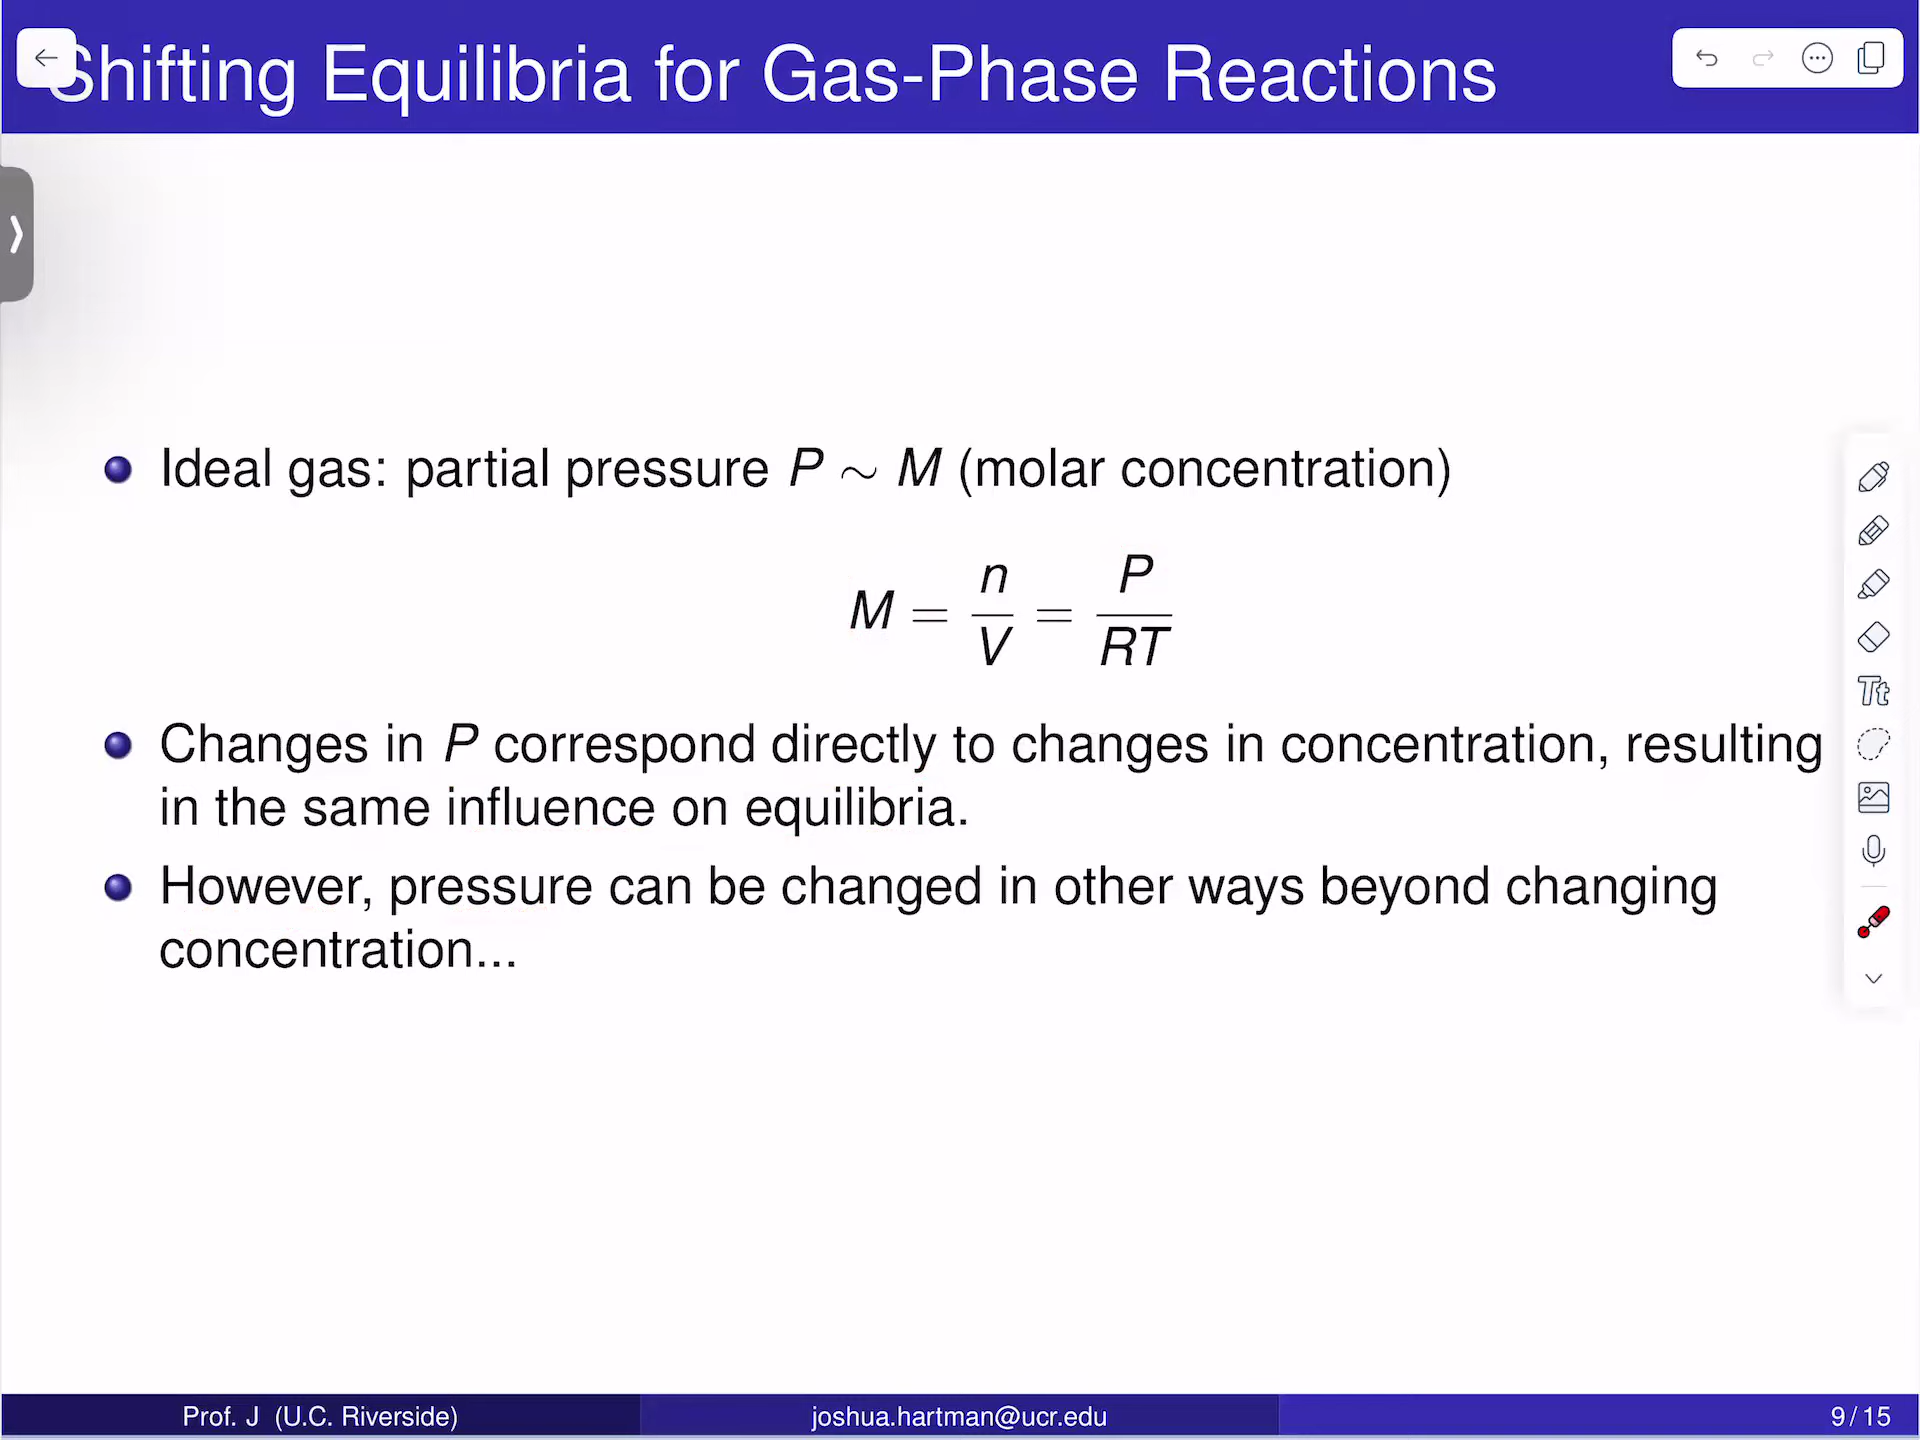 Shifting Equilibria for Gas-Phase Reactions
Ideal gas: partial pressure P ∼ M (molar concentration)
M = n/V = P/RT
Changes in P correspond directly to changes in concentration, resulting
in the same influence on equilibria.
However, pressure can be changed in other ways beyond changing
concentration...
Tt
Prof. J (U.C. Riverside)
joshua.hartman@ucr.edu
9 / 15